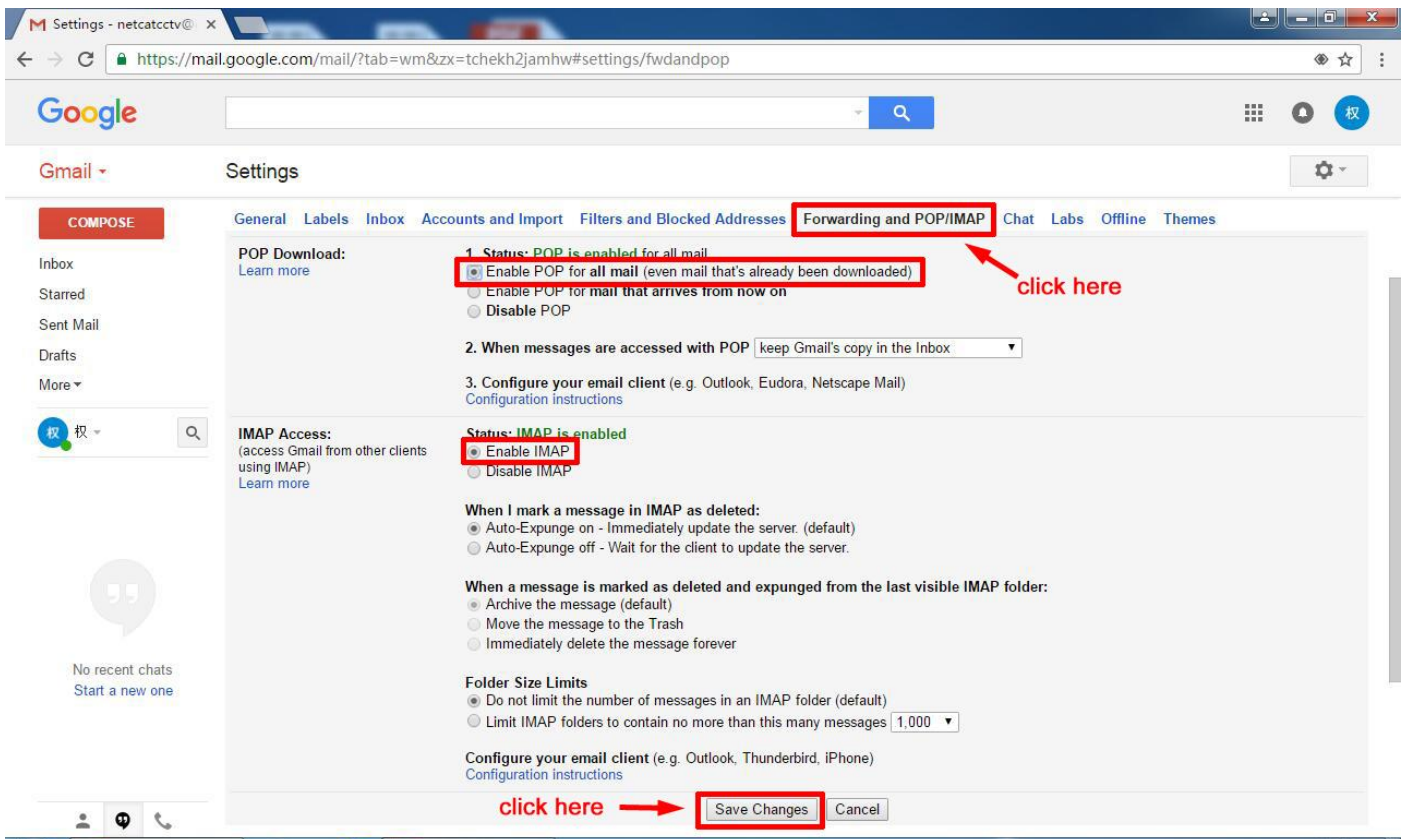 Settings - netcatcctv@
https://mail.google.com/mail/?tab=wm&zx=tchekh2jamhw#settings/fwdandpop
Google
权
Gmail
Settings
COMPOSE
General Labels Inbox Accounts and Import Filters and Blocked Addresses Forwarding and POP/IMAP Chat Labs Offline Themes
Inbox
Starred
Sent Mail
Drafts
More
权 权
No recent chats
Start a new one
click here
POP Download:
Learn more
1. Status: POP is enabled for all mail
Enable POP for all mail (even mail that's already been downloaded)
Enable POP for mail that arrives from now on
Disable POP
2. When messages are accessed with POP keep Gmail's copy in the Inbox
3. Configure your email client (e.g. Outlook, Eudora, Netscape Mail)
Configuration instructions
IMAP Access:
(access Gmail from other clients
using IMAP)
Learn more
Status: IMAP is enabled
Enable IMAP
Disable IMAP
When I mark a message in IMAP as deleted:
Auto-Expunge on - Immediately update the server. (default)
Auto-Expunge off - Wait for the client to update the server.
When a message is marked as deleted and expunged from the last visible IMAP folder:
Archive the message (default)
Move the message to the Trash
Immediately delete the message forever
Folder Size Limits
Do not limit the number of messages in an IMAP folder (default)
Limit IMAP folders to contain no more than this many messages 1,000
Configure your email client (e.g. Outlook, Thunderbird, iPhone)
Configuration instructions
click here Save Changes Cancel